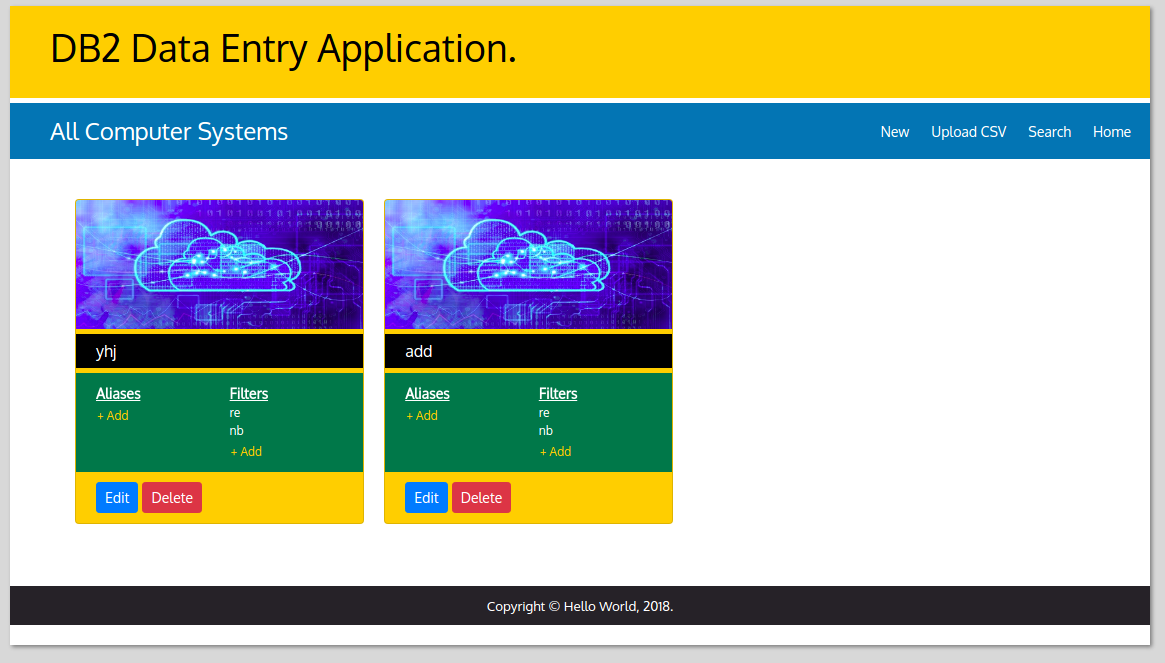 DB2 Data Entry Application.
All Computer Systems
New Upload CSV Search Home
yhj
Aliases Filters
+ Add re
nb
+ Add
Edit Delete
add
Aliases Filters
+ Add re
nb
+ Add
Edit Delete
Copyright © Hello World, 2018.